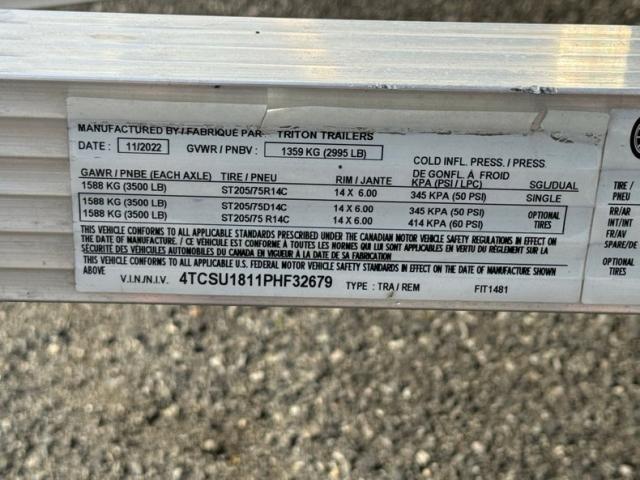 MANUFACTURED BY / FABRIQUÉ PAR TRITON TRAILERS
DATE : 11/2022 GVWR / PNBV : 1359 KG (2995 LB)
COLD INFL. PRESS. / PRESS.
DE GONFL. À FROID
GAWR / PNBE (EACH AXLE) TIRE / PNEU RIM / JANTE KPA (PSI / LPC) SGL/DUAL
1588 KG (3500 LB) ST205/75R14C 14 X 6.00 345 KPA (50 PSI) SINGLE
1588 KG (3500 LB) ST205/75D14C 14 X 6.00 345 KPA (50 PSI) OPTIONAL
1588 KG (3500 LB) ST205/75 R14C 14 X 6.00 414 KPA (60 PSI) TIRES
THIS VEHICLE CONFORMS TO ALL APPLICABLE STANDARDS PRESCRIBED UNDER THE CANADIAN MOTOR VEHICLE SAFETY REGULATIONS IN EFFECT
ON THE DATE OF MANUFACTURE. / CE VÉHICULE EST CONFORME À TOUTES LES NORMES QUI LUI SONT APPLICABLES EN VERTU DU RÈGLEMENT SUR LA
SÉCURITÉ DES VÉHICULES AUTOMOBILES DU CANADA EN VIGUEUR À LA DATE DE SA FABRICATION.
THIS VEHICLE CONFORMS TO ALL APPLICABLE U.S. FEDERAL MOTOR VEHICLE SAFETY STANDARDS IN EFFECT ON THE DATE OF MANUFACTURE SHOWN
ABOVE
V.I.N./N.I.V. 4TCSU1811PHF32679 TYPE : TRA / REM FIT1481
TIRE /
PNEU
RR/AR
INT/INT
FR/AV
SPARE/DE
OPTIONAL
TIRES